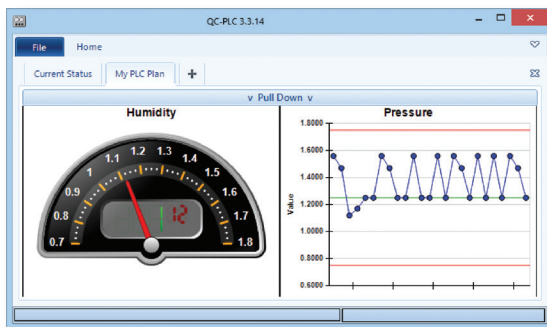 QC-PLC 3.3.14
File Home
Current Status My PLC Plan +
v Pull Down v
Humidity
0.7 0.8 0.9 1 1.1 1.2 1.3 1.4 1.5 1.6 1.7 1.8
1 12
Pressure
Value
1.8000
1.6000
1.4000
1.2000
1.0000
0.8000
0.6000